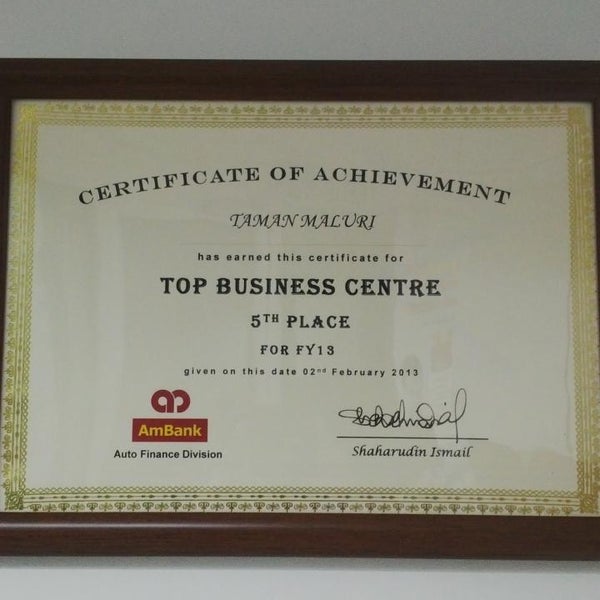 CERTIFICATE OF ACHIEVEMENT
TAMAN MALURI
has earned this certificate for
TOP BUSINESS CENTRE
5TH PLACE
FOR FY13
given on this date 02nd February 2013
AmBank
Auto Finance Division
Shaharudin Ismail